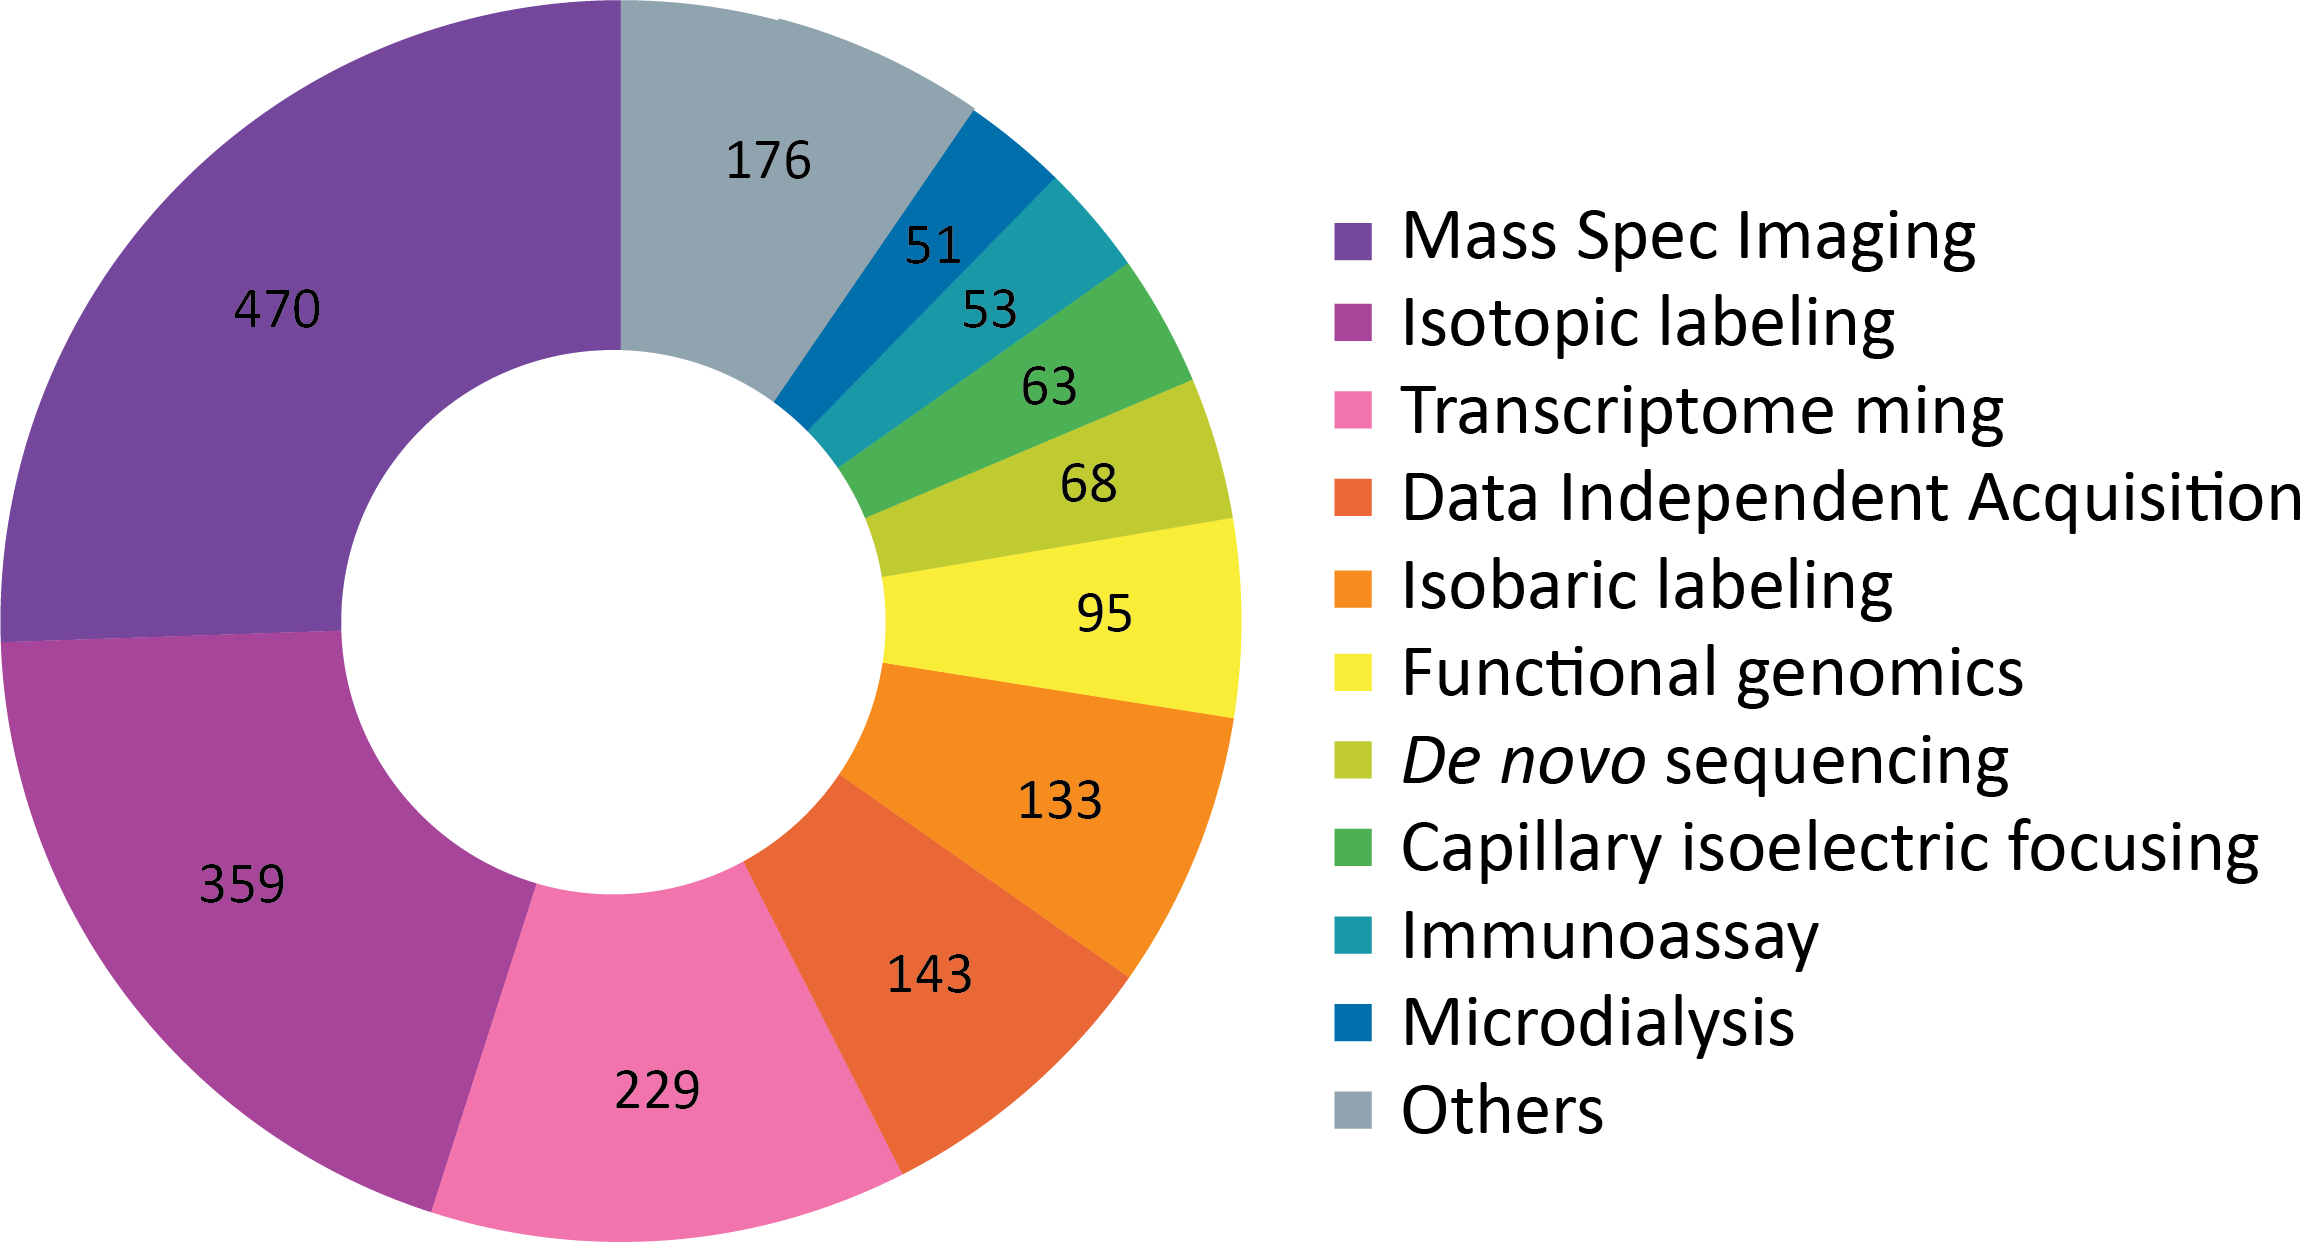 176
51
470
53
63
68
95
133
359
143
229
Mass Spec Imaging
Isotopic labeling
Transcriptome ming
Data Independent Acquisition
Isobaric labeling
Functional genomics
De novo sequencing
Capillary isoelectric focusing
Immunoassay
Microdialysis
Others